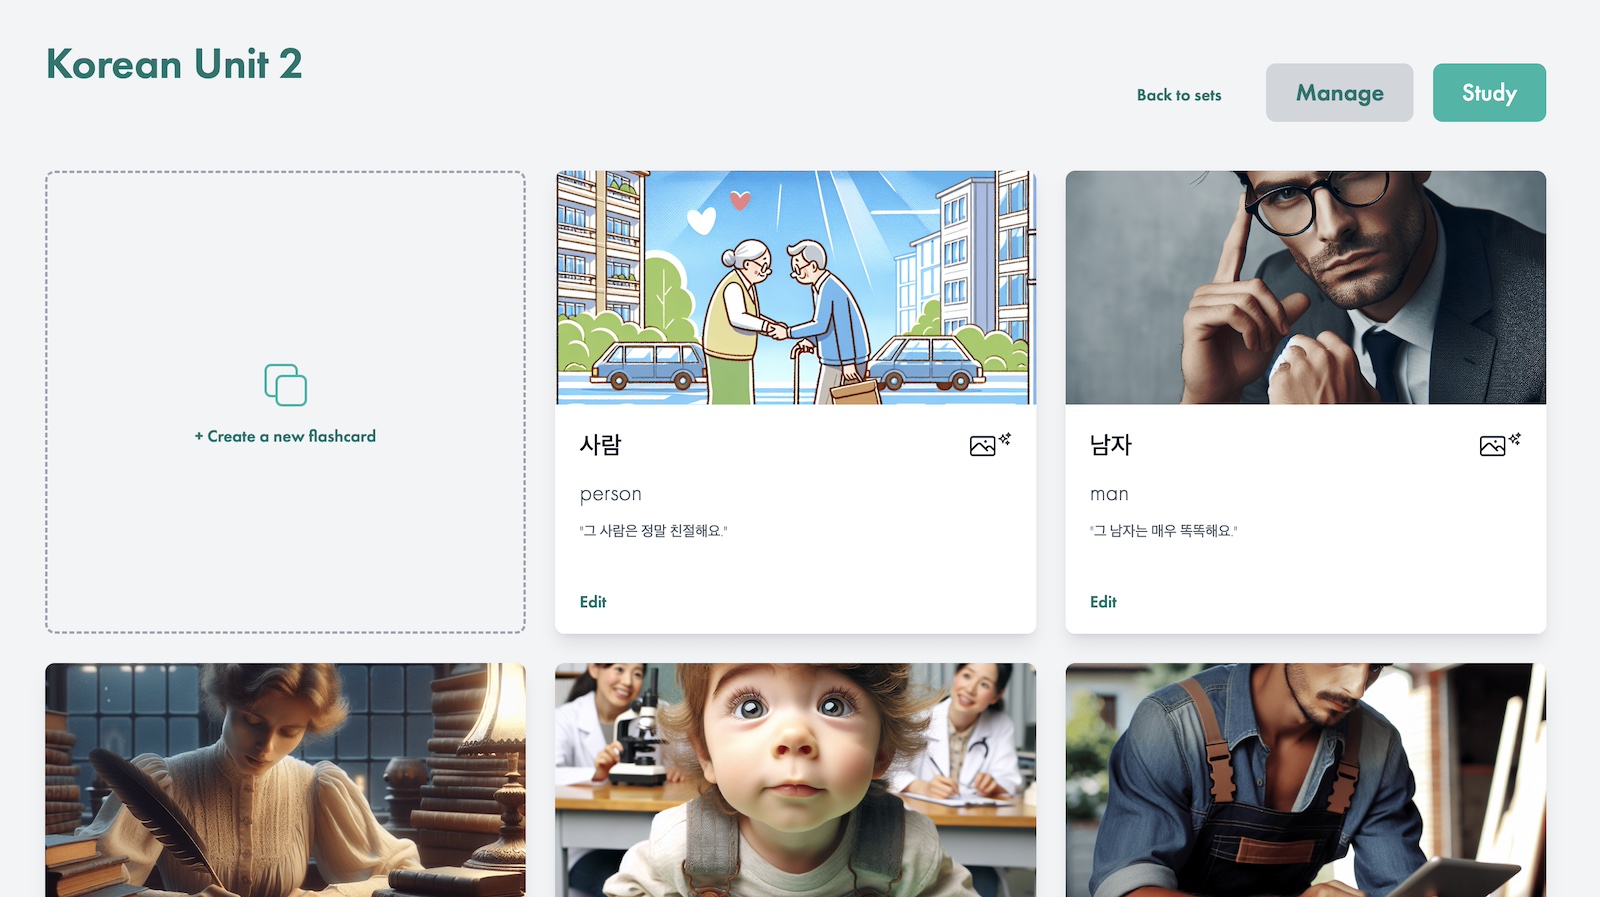 Korean Unit 2
Back to sets
Manage
Study
+ Create a new flashcard
사람
person
"그 사람은 정말 친절해요."
Edit
남자
man
"그 남자는 매우 똑똑해요."
Edit